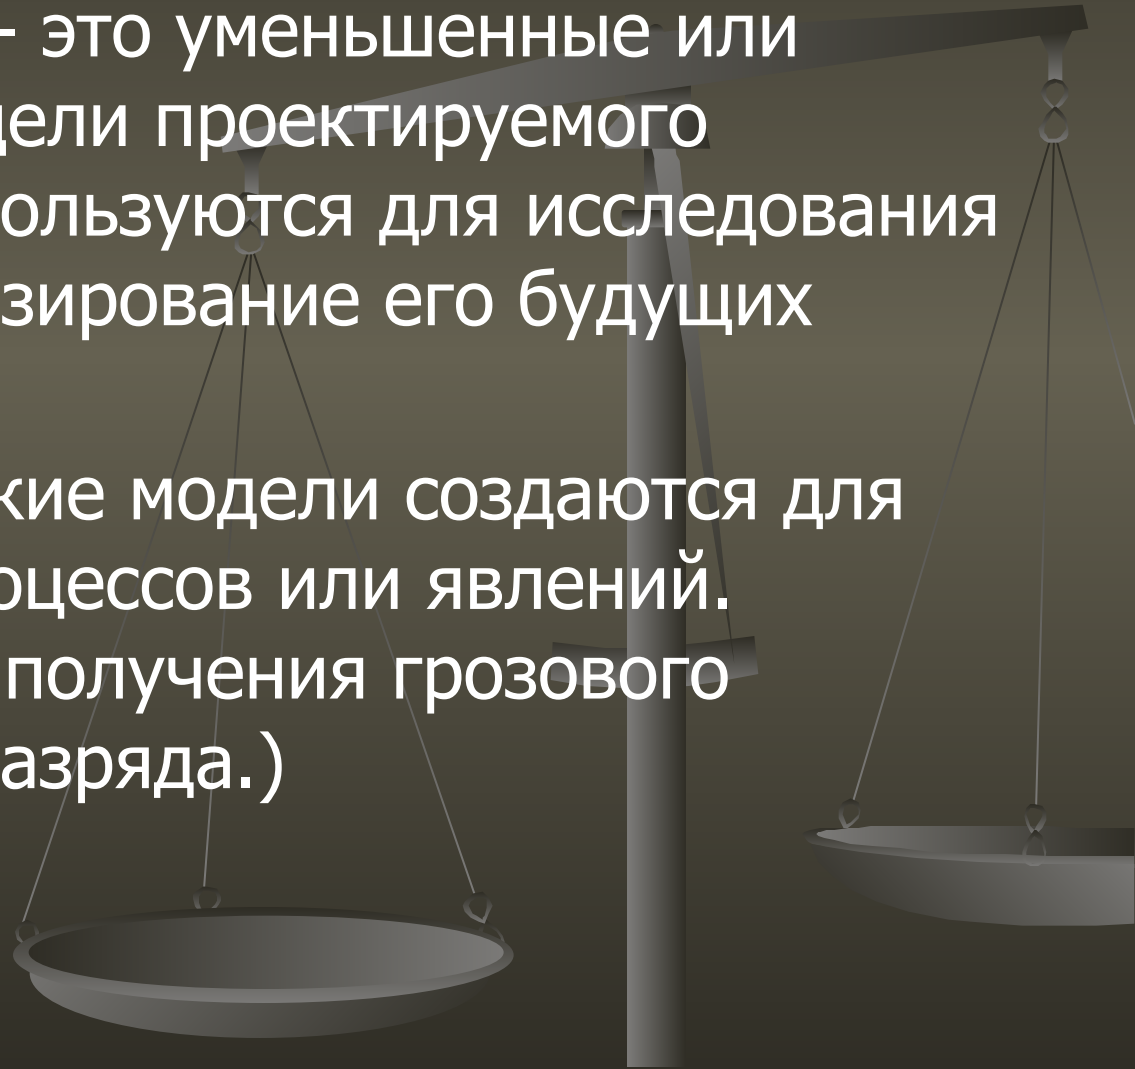 - это уменьшенные или
дели проектируемого
ользуются для исследования
зирование его будущих
кие модели создаются для
оцессов или явлений.
получения грозового
азряда.)